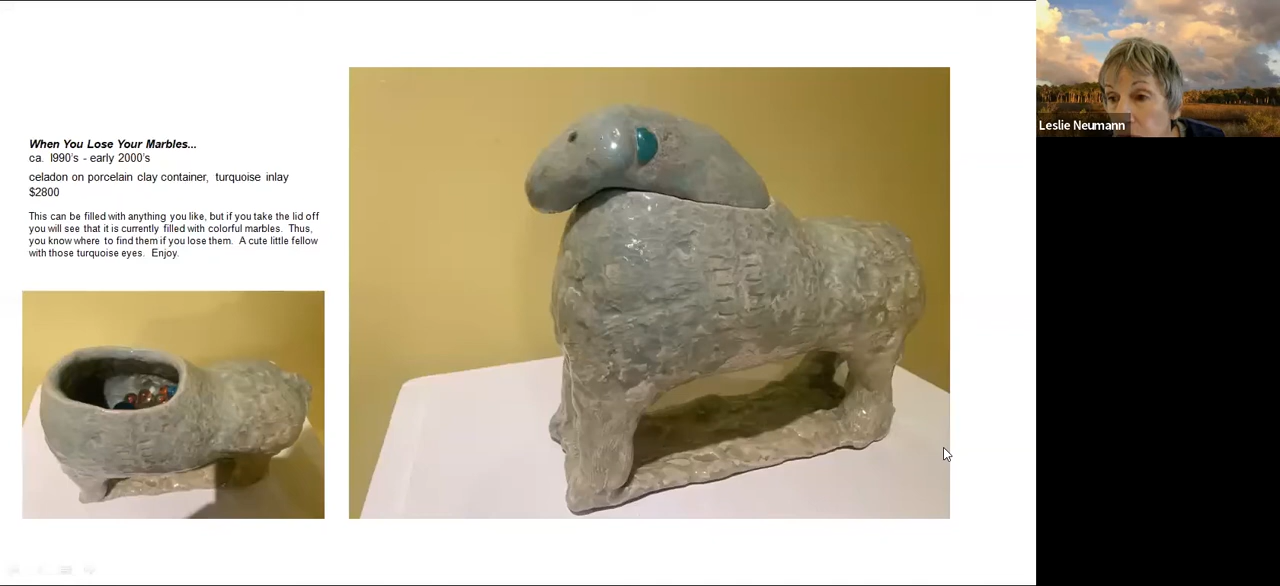 When You Lose Your Marbles...
ca. l990's - early 2000's
celadon on porcelain clay container, turquoise inlay
$2800
This can be filled with anything you like, but if you take the lid off
you will see that it is currently filled with colorful marbles. Thus,
you know where to find them if you lose them. A cute little fellow
with those turquoise eyes. Enjoy.
Leslie Neumann